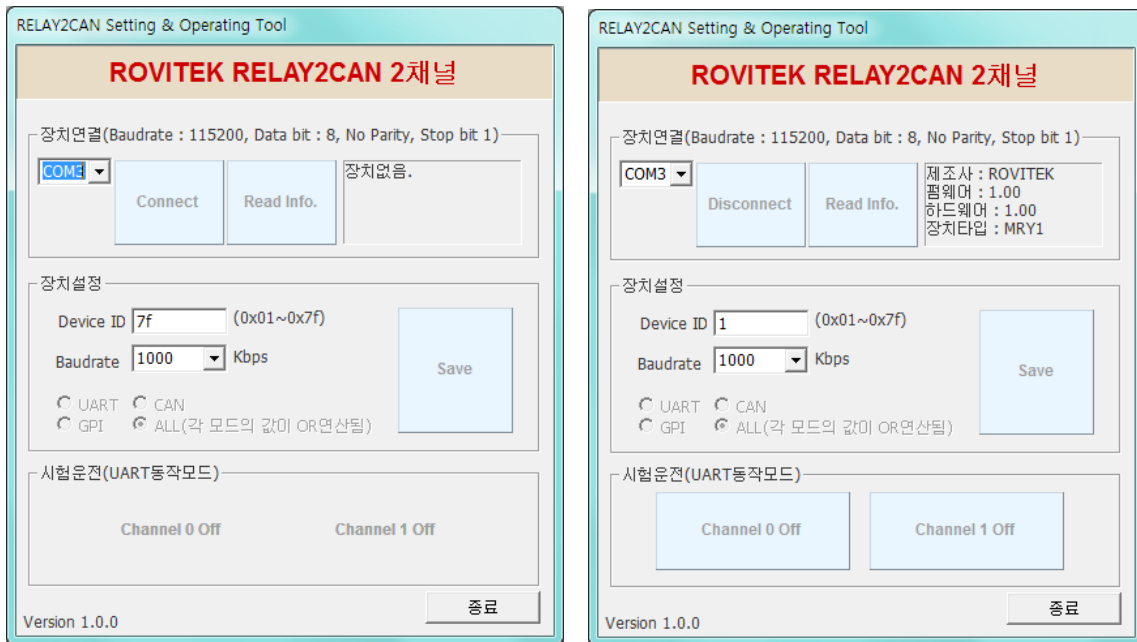 RELAY2CAN Setting & Operating Tool
ROVITEK RELAY2CAN 2채널
장치연결(Baudrate : 115200, Data bit : 8, No Parity, Stop bit 1)
COM3
Connect
Read Info.
장치없음.
장치설정
Device ID 7f (0x01~0x7f)
Baudrate 1000 Kbps
Save
UART CAN
GPI ALL(각 모드의 값이 OR연산됨)
시험운전(UART동작모드)
Channel 0 Off Channel 1 Off
종료
Version 1.0.0
RELAY2CAN Setting & Operating Tool
ROVITEK RELAY2CAN 2채널
장치연결(Baudrate : 115200, Data bit : 8, No Parity, Stop bit 1)
COM3
Disconnect
Read Info.
제조사 : ROVITEK
펌웨어 : 1.00
하드웨어 : 1.00
장치타입 : MRY1
장치설정
Device ID 1 (0x01~0x7f)
Baudrate 1000 Kbps
Save
UART CAN
GPI ALL(각 모드의 값이 OR연산됨)
시험운전(UART동작모드)
Channel 0 Off Channel 1 Off
종료
Version 1.0.0